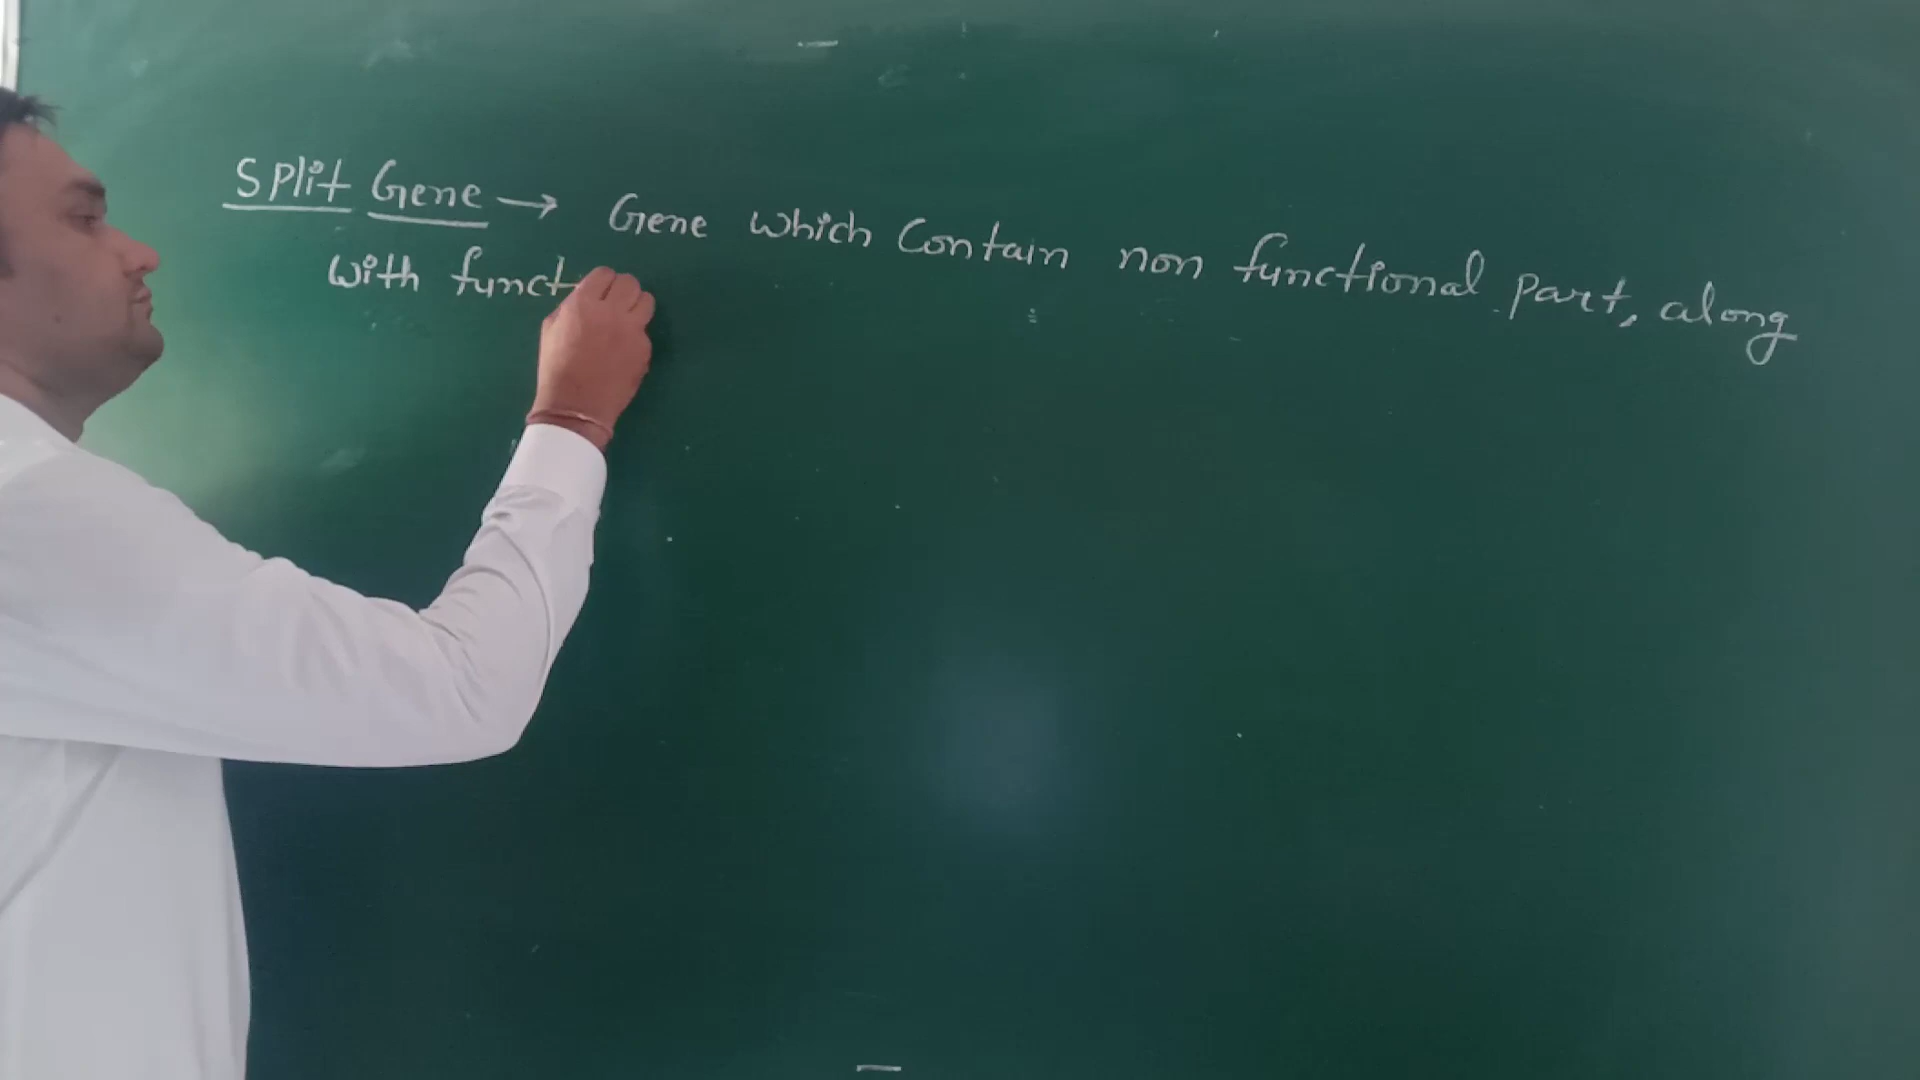 Split Gene → Gene which Contain non functional part, along
with funct